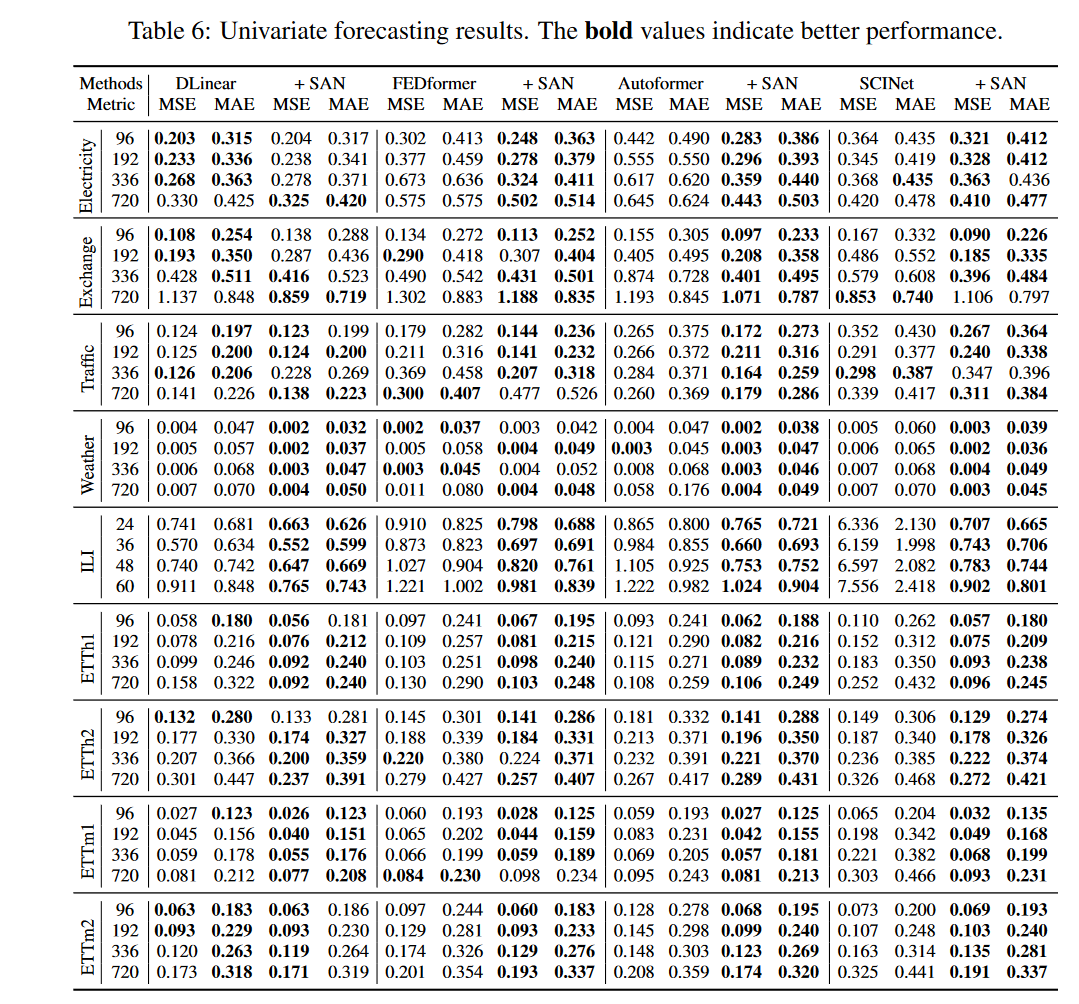 Table 6: Univariate forecasting results. The bold values indicate better performance.
Methods DLinear + SAN FEDformer + SAN Autoformer + SAN SCINet + SAN
Metric MSE MAE MSE MAE MSE MAE MSE MAE MSE MAE MSE MAE MSE MAE MSE MAE
Electricity
96 0.203 0.315 0.204 0.317 0.302 0.413 0.248 0.363 0.442 0.490 0.283 0.386 0.364 0.435 0.321 0.412
192 0.233 0.336 0.238 0.341 0.377 0.459 0.278 0.379 0.555 0.550 0.296 0.393 0.345 0.419 0.328 0.412
336 0.268 0.363 0.278 0.371 0.673 0.636 0.324 0.411 0.617 0.620 0.359 0.440 0.368 0.435 0.363 0.436
720 0.330 0.425 0.325 0.420 0.575 0.575 0.502 0.514 0.645 0.624 0.443 0.503 0.420 0.478 0.410 0.477
Exchange
96 0.108 0.254 0.138 0.288 0.134 0.272 0.113 0.252 0.155 0.305 0.097 0.233 0.167 0.332 0.090 0.226
192 0.193 0.350 0.287 0.436 0.290 0.418 0.307 0.404 0.405 0.495 0.208 0.358 0.486 0.552 0.185 0.335
336 0.428 0.511 0.416 0.523 0.490 0.542 0.431 0.501 0.874 0.728 0.401 0.495 0.579 0.608 0.396 0.484
720 1.137 0.848 0.859 0.719 1.302 0.883 1.188 0.835 1.193 0.845 1.071 0.787 0.853 0.740 1.106 0.797
Traffic
96 0.124 0.197 0.123 0.199 0.179 0.282 0.144 0.236 0.265 0.375 0.172 0.273 0.352 0.430 0.267 0.364
192 0.125 0.200 0.124 0.200 0.211 0.316 0.141 0.232 0.266 0.372 0.211 0.316 0.291 0.377 0.240 0.338
336 0.126 0.206 0.228 0.269 0.369 0.458 0.207 0.318 0.284 0.371 0.164 0.259 0.298 0.387 0.347 0.396
720 0.141 0.226 0.138 0.223 0.300 0.407 0.477 0.526 0.260 0.369 0.179 0.286 0.339 0.417 0.311 0.384
Weather
96 0.004 0.047 0.002 0.032 0.002 0.037 0.003 0.042 0.004 0.047 0.002 0.038 0.005 0.060 0.003 0.039
192 0.005 0.057 0.002 0.037 0.005 0.058 0.004 0.049 0.003 0.045 0.003 0.047 0.006 0.065 0.002 0.036
336 0.006 0.068 0.003 0.047 0.003 0.045 0.004 0.052 0.008 0.068 0.003 0.046 0.007 0.068 0.004 0.049
720 0.007 0.070 0.004 0.050 0.011 0.080 0.004 0.048 0.058 0.176 0.004 0.049 0.007 0.070 0.003 0.045
ILI
24 0.741 0.681 0.663 0.626 0.910 0.825 0.798 0.688 0.865 0.800 0.765 0.721 6.336 2.130 0.707 0.665
36 0.570 0.634 0.552 0.599 0.873 0.823 0.697 0.691 0.984 0.855 0.660 0.693 6.159 1.998 0.743 0.706
48 0.740 0.742 0.647 0.669 1.027 0.904 0.820 0.761 1.105 0.925 0.753 0.752 6.597 2.082 0.783 0.744
60 0.911 0.848 0.765 0.743 1.221 1.002 0.981 0.839 1.222 0.982 1.024 0.904 7.556 2.418 0.902 0.801
ETTh1
96 0.058 0.180 0.056 0.181 0.097 0.241 0.067 0.195 0.093 0.241 0.062 0.188 0.110 0.262 0.057 0.180
192 0.078 0.216 0.076 0.212 0.109 0.257 0.081 0.215 0.121 0.290 0.082 0.216 0.152 0.312 0.075 0.209
336 0.099 0.246 0.092 0.240 0.103 0.251 0.098 0.240 0.115 0.271 0.089 0.232 0.183 0.350 0.093 0.238
720 0.158 0.322 0.092 0.240 0.130 0.290 0.103 0.248 0.108 0.259 0.106 0.249 0.252 0.432 0.096 0.245
ETTh2
96 0.132 0.280 0.133 0.281 0.145 0.301 0.141 0.286 0.181 0.332 0.141 0.288 0.149 0.306 0.129 0.274
192 0.177 0.330 0.174 0.327 0.188 0.339 0.184 0.331 0.213 0.371 0.196 0.350 0.187 0.340 0.178 0.326
336 0.207 0.366 0.200 0.359 0.220 0.380 0.224 0.371 0.232 0.391 0.221 0.370 0.236 0.385 0.222 0.374
720 0.301 0.447 0.237 0.391 0.279 0.427 0.257 0.407 0.267 0.417 0.289 0.431 0.326 0.468 0.272 0.421
ETTm1
96 0.027 0.123 0.026 0.123 0.060 0.193 0.028 0.125 0.059 0.193 0.027 0.125 0.065 0.204 0.032 0.135
192 0.045 0.156 0.040 0.151 0.065 0.202 0.044 0.159 0.083 0.231 0.042 0.155 0.198 0.342 0.049 0.168
336 0.059 0.178 0.055 0.176 0.066 0.199 0.059 0.189 0.069 0.205 0.057 0.181 0.221 0.382 0.068 0.199
720 0.081 0.212 0.077 0.208 0.084 0.230 0.098 0.234 0.095 0.243 0.081 0.213 0.303 0.466 0.093 0.231
ETTm2
96 0.063 0.183 0.063 0.186 0.097 0.244 0.060 0.183 0.128 0.278 0.068 0.195 0.073 0.200 0.069 0.193
192 0.093 0.229 0.093 0.230 0.129 0.281 0.093 0.233 0.145 0.298 0.099 0.240 0.107 0.248 0.103 0.240
336 0.120 0.263 0.119 0.264 0.174 0.326 0.129 0.276 0.148 0.303 0.123 0.269 0.163 0.314 0.135 0.281
720 0.173 0.318 0.171 0.319 0.201 0.354 0.193 0.337 0.208 0.359 0.174 0.320 0.325 0.441 0.191 0.337